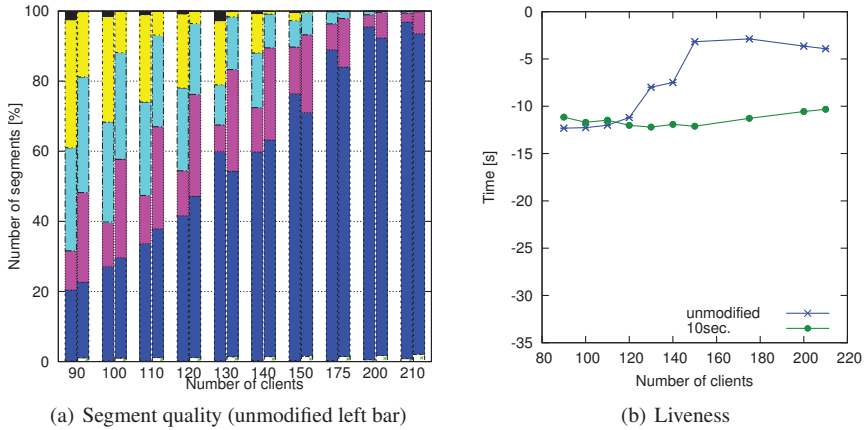 Number of segments [%]
100
80
60
40
20
0
90 100 110 120 130 140 150 175 200 210
Number of clients
(a) Segment quality (unmodified left bar)
Time [s]
0
-5
-10
-15
-20
-25
-30
-35
unmodified
10sec.
80 100 120 140 160 180 200 220
Number of clients
(b) Liveness